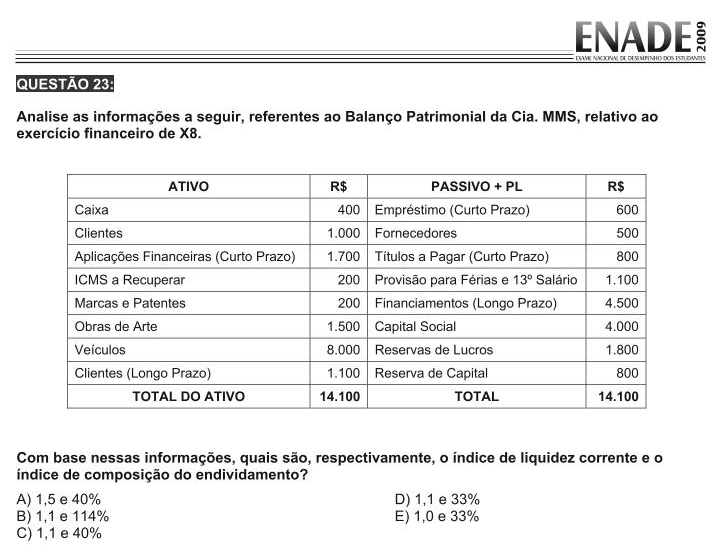 ENADE 2009
EXAME NACIONAL DE DESEMPENHO DOS ESTUDANTES
QUESTÃO 23:
Analise as informações a seguir, referentes ao Balanço Patrimonial da Cia. MMS, relativo ao
exercício financeiro de X8.
ATIVO R$ PASSIVO + PL R$
Caixa 400 Empréstimo (Curto Prazo) 600
Clientes 1.000 Fornecedores 500
Aplicações Financeiras (Curto Prazo) 1.700 Títulos a Pagar (Curto Prazo) 800
ICMS a Recuperar 200 Provisão para Férias e 13º Salário 1.100
Marcas e Patentes 200 Financiamentos (Longo Prazo) 4.500
Obras de Arte 1.500 Capital Social 4.000
Veículos 8.000 Reservas de Lucros 1.800
Clientes (Longo Prazo) 1.100 Reserva de Capital 800
TOTAL DO ATIVO 14.100 TOTAL 14.100
Com base nessas informações, quais são, respectivamente, o índice de liquidez corrente e o
índice de composição do endividamento?
A) 1,5 e 40%
B) 1,1 e 114%
C) 1,1 e 40%
D) 1,1 e 33%
E) 1,0 e 33%